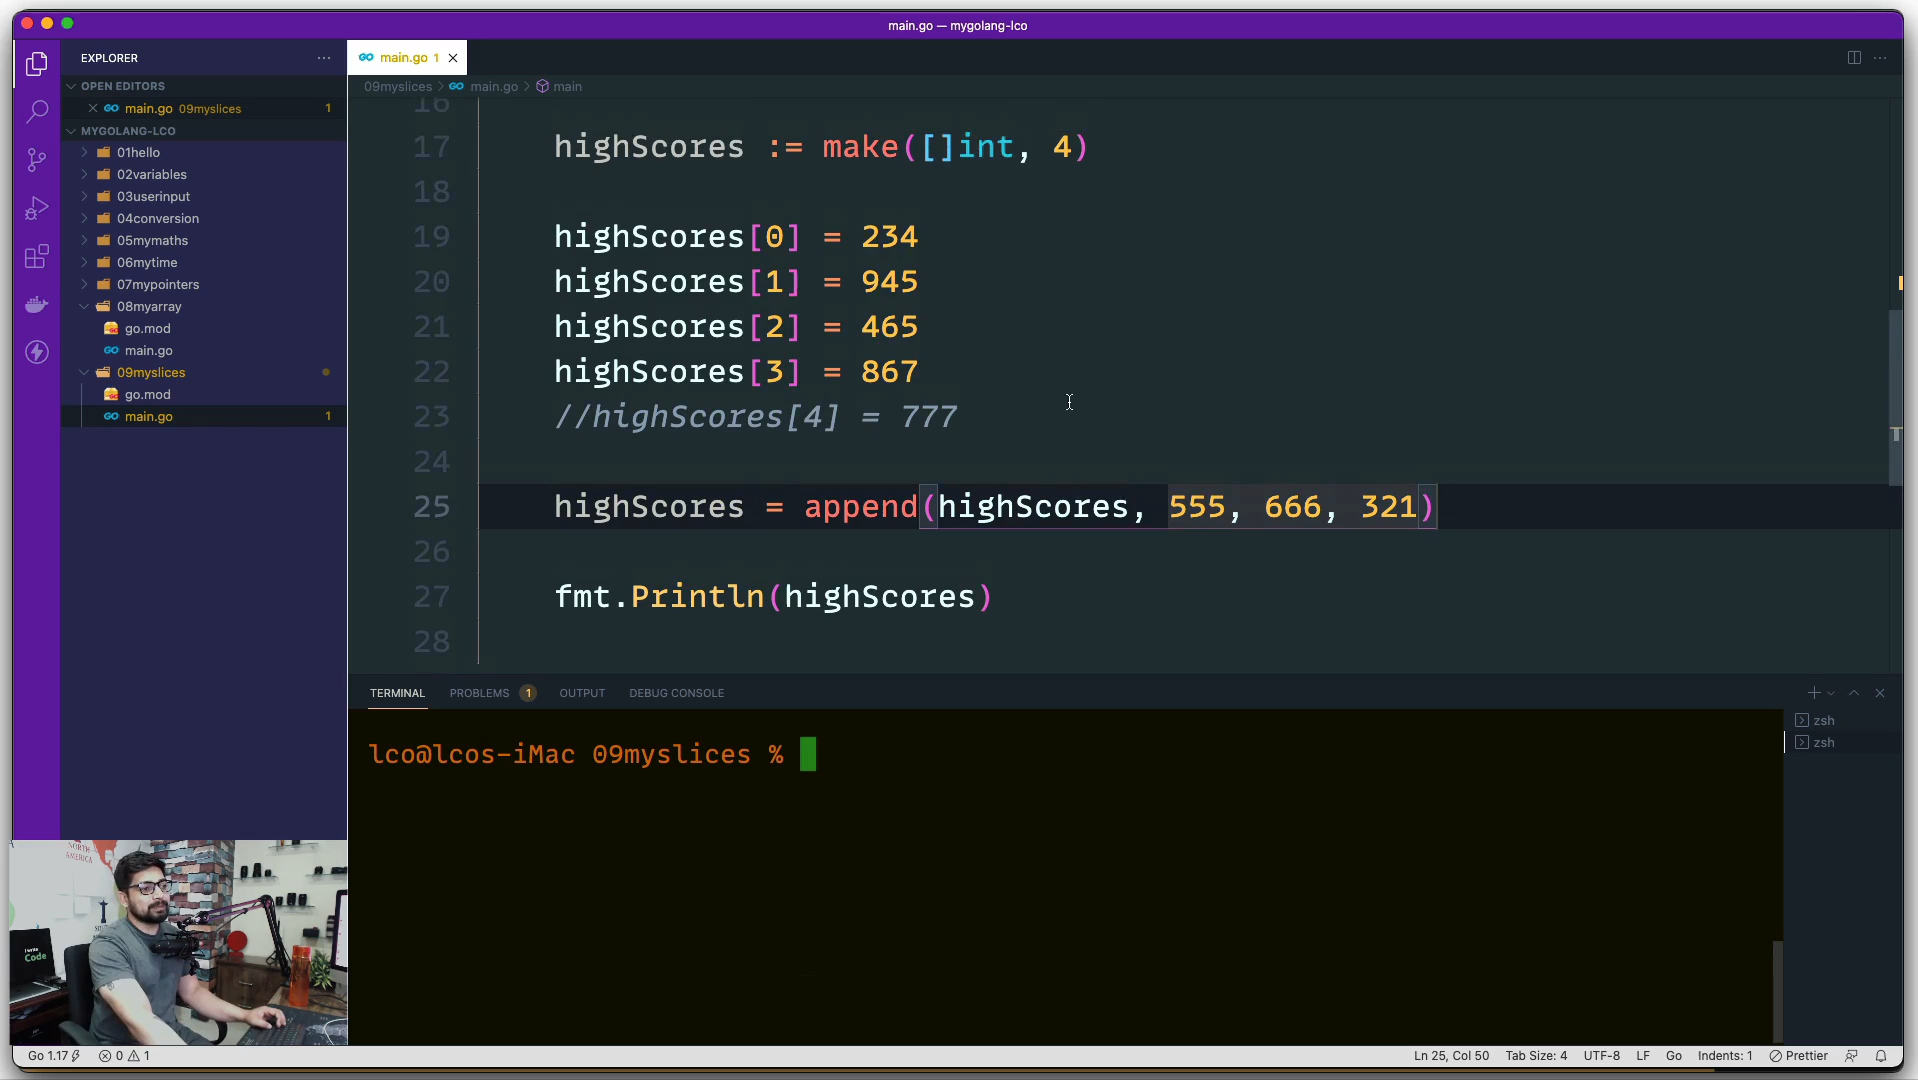 main.go — mygolang-lco
EXPLORER
main.go 1
OPEN EDITORS
main.go 09myslices 1
MYGOLANG-LCO
01hello
02variables
03userinput
04conversion
05mymaths
06mytime
07mypointers
08myarray
go.mod
main.go
09myslices
go.mod
main.go 1
09myslices > main.go > main
16
17 highScores := make([]int, 4)
18
19 highScores[0] = 234
20 highScores[1] = 945
21 highScores[2] = 465
22 highScores[3] = 867
23 //highScores[4] = 777
24
25 highScores = append(highScores, 555, 666, 321)
26
27 fmt.Println(highScores)
28
TERMINAL PROBLEMS 1 OUTPUT DEBUG CONSOLE
zsh
zsh
lco@lcos-iMac 09myslices %
NORTH
AMERICA
I write
Code
Go 1.17 0 1 Ln 25, Col 50 Tab Size: 4 UTF-8 LF Go Indents: 1 Prettier